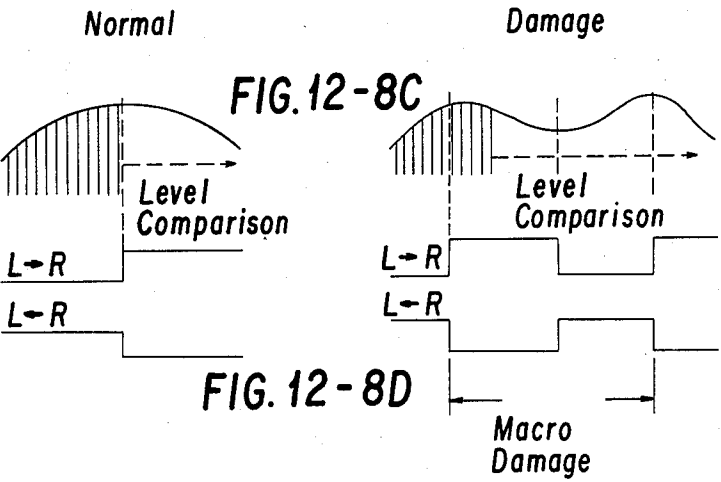 Normal
Damage
FIG. 12-8C
Level
Comparison
Level
Comparison
L→R
L→R
L←R
L←R
FIG. 12-8D
Macro
Damage